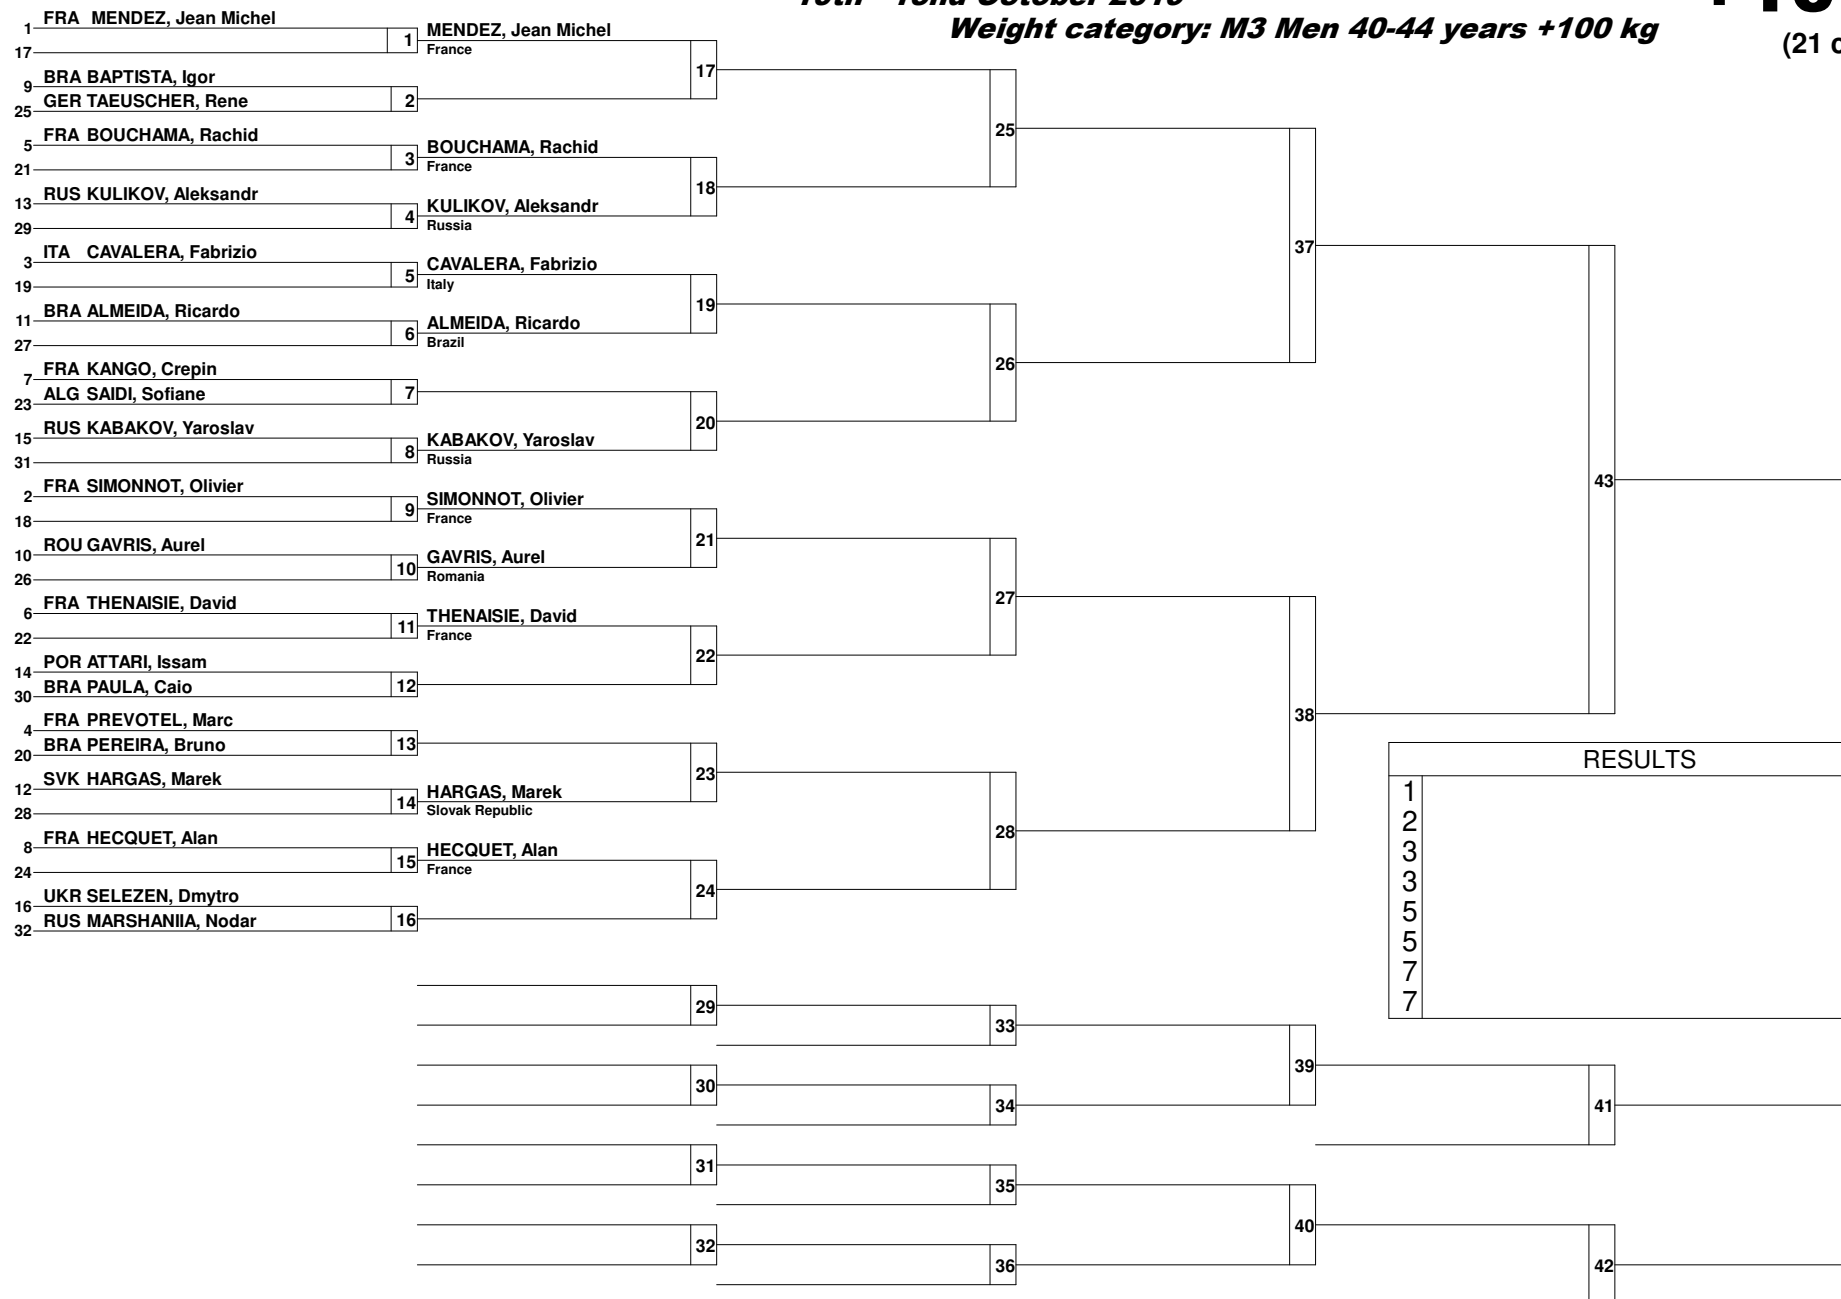 Weight category: M3 Men 40-44 years +100 kg
(21 c
1 FRA MENDEZ, Jean Michel
17
1 MENDEZ, Jean Michel
France
9 BRA BAPTISTA, Igor
25 GER TAEUSCHER, Rene
2
17
5 FRA BOUCHAMA, Rachid
21
3 BOUCHAMA, Rachid
France
13 RUS KULIKOV, Aleksandr
29
4 KULIKOV, Aleksandr
Russia
18
25
3 ITA CAVALERA, Fabrizio
19
5 CAVALERA, Fabrizio
Italy
11 BRA ALMEIDA, Ricardo
27
6 ALMEIDA, Ricardo
Brazil
19
7 FRA KANGO, Crepin
23 ALG SAIDI, Sofiane
7
15 RUS KABAKOV, Yaroslav
31
8 KABAKOV, Yaroslav
Russia
20
26
37
2 FRA SIMONNOT, Olivier
18
9 SIMONNOT, Olivier
France
10 ROU GAVRIS, Aurel
26
10 GAVRIS, Aurel
Romania
21
6 FRA THENAISIE, David
22
11 THENAISIE, David
France
14 POR ATTARI, Issam
30 BRA PAULA, Caio
12
22
27
4 FRA PREVOTEL, Marc
20 BRA PEREIRA, Bruno
13
12 SVK HARGAS, Marek
28
14 HARGAS, Marek
Slovak Republic
23
8 FRA HECQUET, Alan
24
15 HECQUET, Alan
France
16 UKR SELEZEN, Dmytro
32 RUS MARSHANIIA, Nodar
16
24
28
38
43
RESULTS
1
2
3
3
5
5
7
7
29
33
30
34
39
41
31
35
32
36
40
42